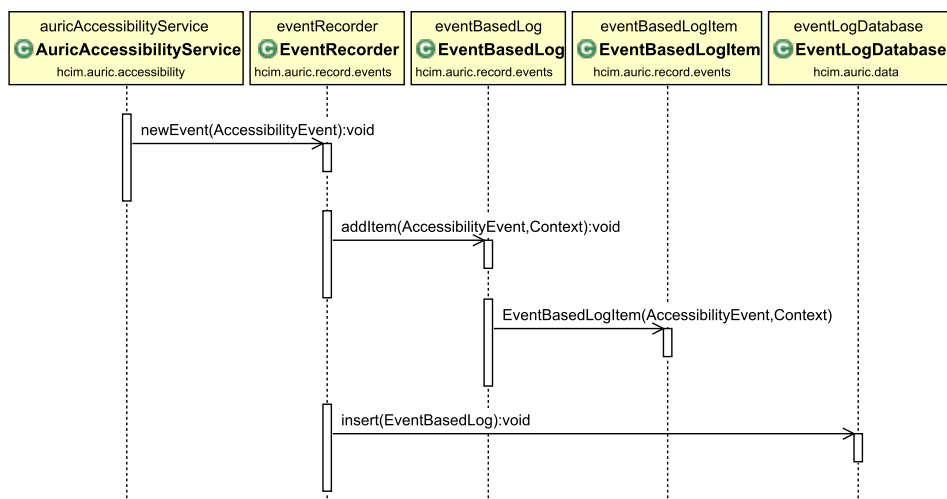 auricAccessibilityService
C AuricAccessibilityService
hcim.auric.accessibility
eventRecorder
C EventRecorder
hcim.auric.record.events
eventBasedLog
C EventBasedLog
hcim.auric.record.events
eventBasedLogItem
C EventBasedLogItem
hcim.auric.record.events
eventLogDatabase
C EventLogDatabase
hcim.auric.data
newEvent(AccessibilityEvent):void
addItem(AccessibilityEvent,Context):void
EventBasedLogItem(AccessibilityEvent,Context)
insert(EventBasedLog):void